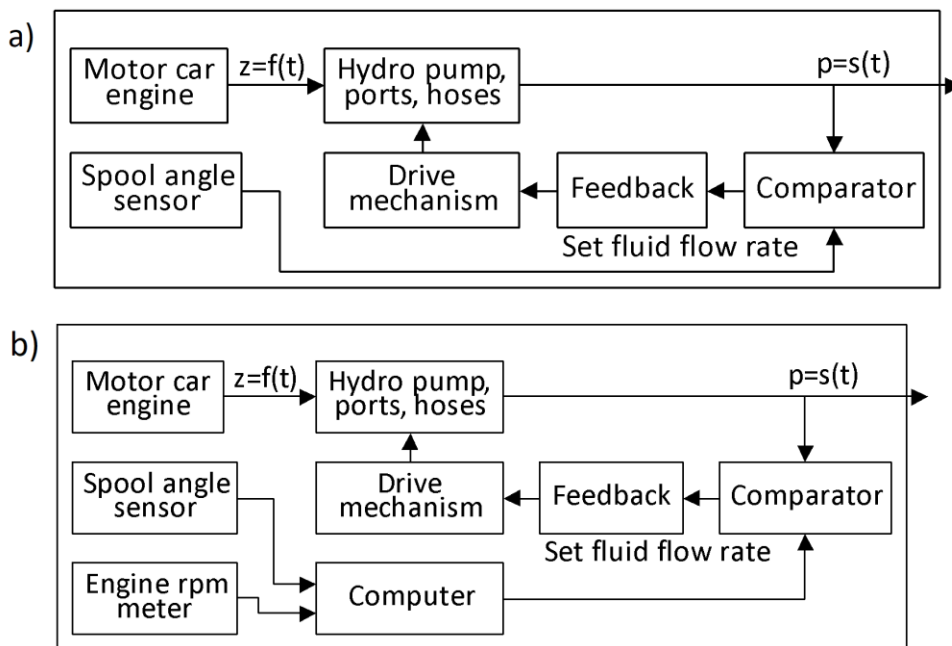 a)
Motor car
engine
z=f(t)
Hydro pump,
ports, hoses
p=s(t)
Spool angle
sensor
Drive
mechanism
Feedback
Comparator
Set fluid flow rate
b)
Motor car
engine
z=f(t)
Hydro pump,
ports, hoses
p=s(t)
Spool angle
sensor
Drive
mechanism
Feedback
Comparator
Set fluid flow rate
Engine rpm
meter
Computer